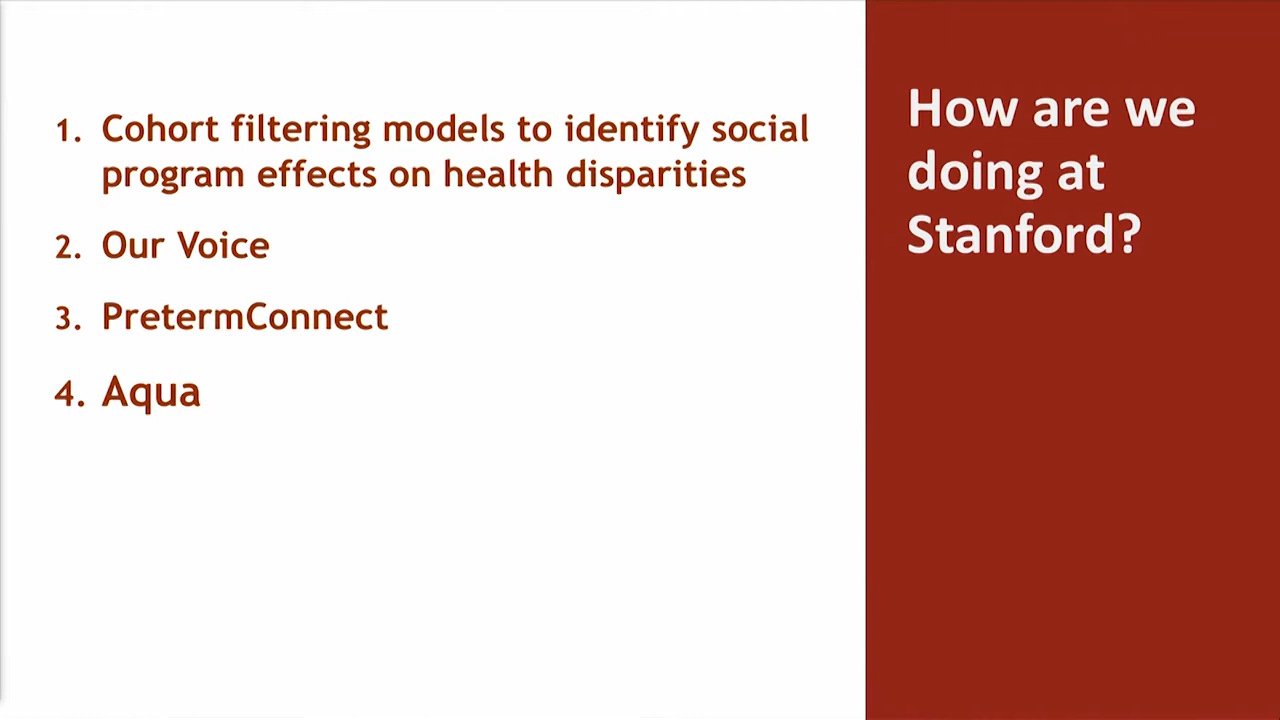 1. Cohort filtering models to identify social
program effects on health disparities
2. Our Voice
3. PretermConnect
4. Aqua
How are we
doing at
Stanford?